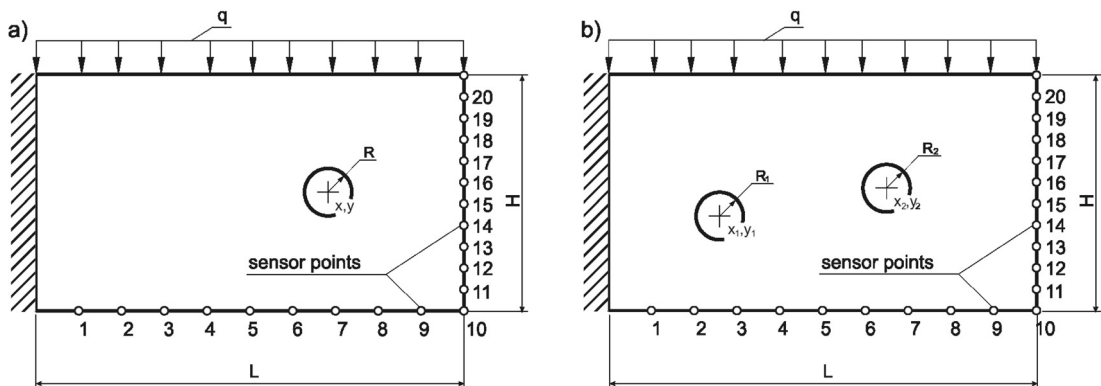 a)
q
R
x,y
sensor points
20
19
18
17
16
15
14
13
12
11
H
1 2 3 4 5 6 7 8 9 10
L
b)
q
R₁
x₁,y₁
R₂
x₂,y₂
sensor points
20
19
18
17
16
15
14
13
12
11
H
1 2 3 4 5 6 7 8 9 10
L